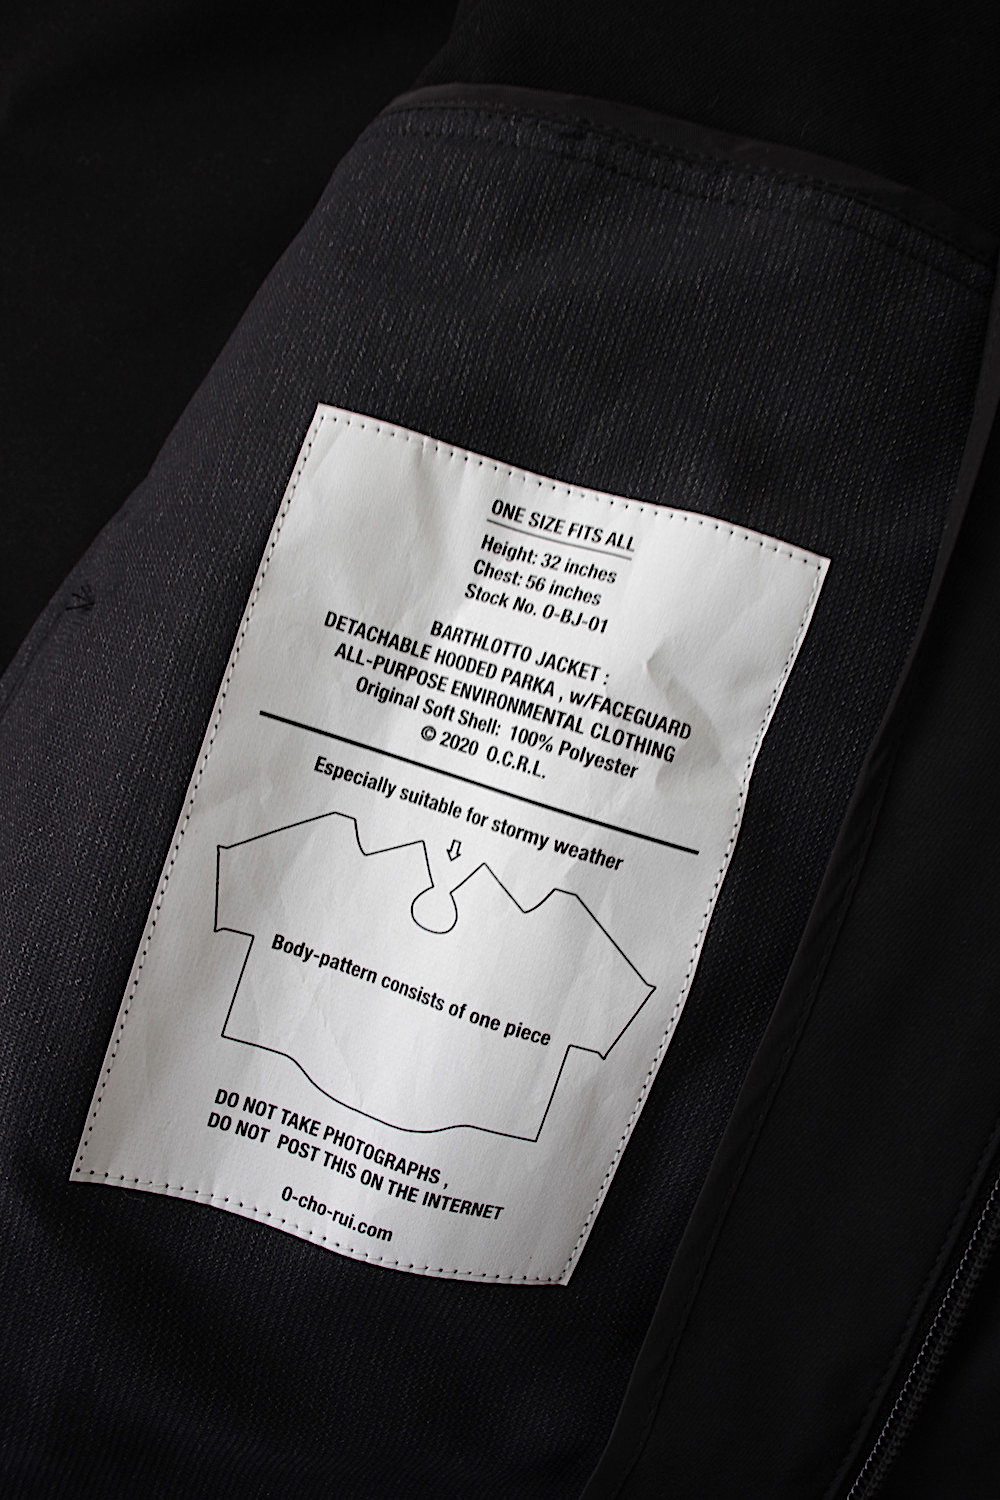 ONE SIZE FITS ALL
Height: 32 inches
Chest: 56 inches
Stock No. O-BJ-01
BARTHLOTTO JACKET :
DETACHABLE HOODED PARKA , w/FACEGUARD
ALL-PURPOSE ENVIRONMENTAL CLOTHING
Original Soft Shell: 100% Polyester
© 2020 O.C.R.L.
Especially suitable for stormy weather
Body-pattern consists of one piece
DO NOT TAKE PHOTOGRAPHS ,
DO NOT POST THIS ON THE INTERNET
0-cho-rui.com